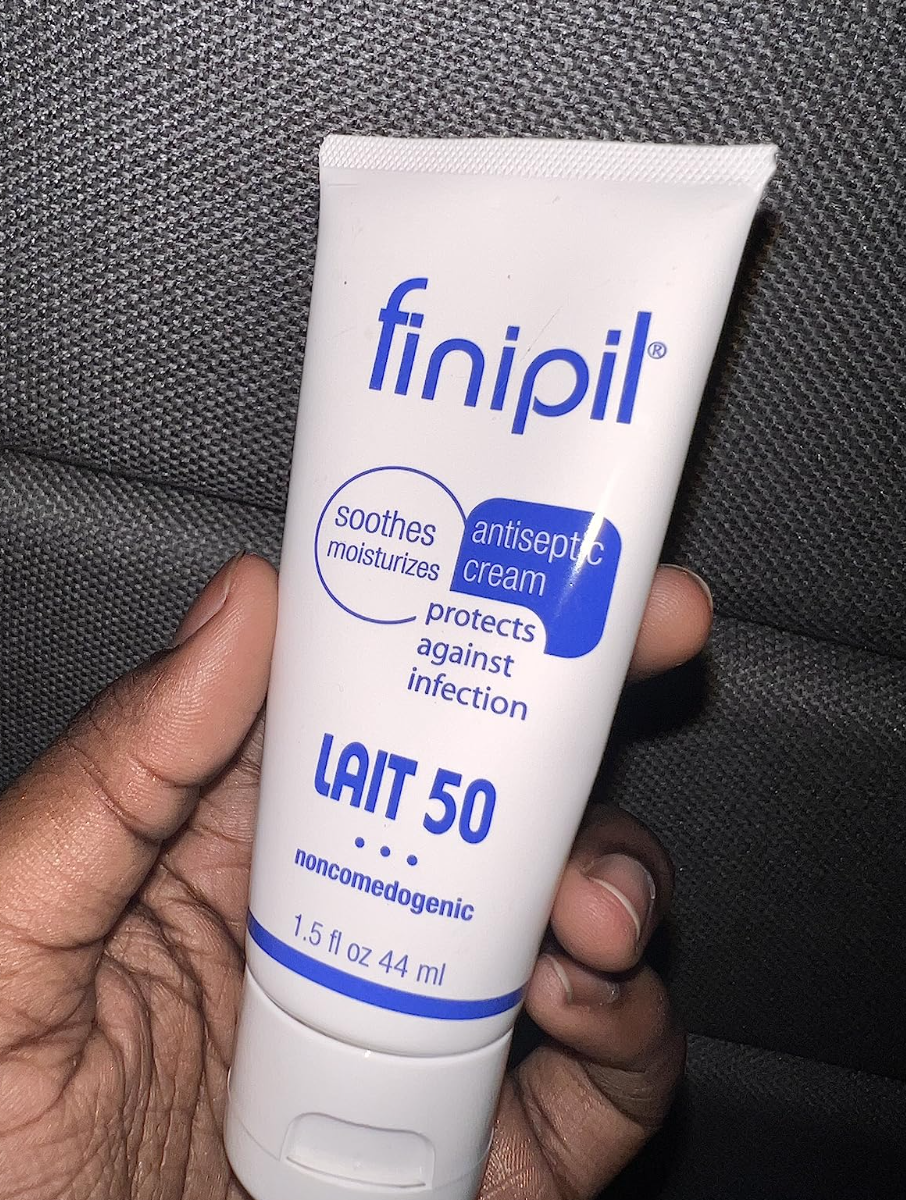 finipil®
soothes
moisturizes
antiseptic
cream
protects
against
infection
LAIT 50
• • •
noncomedogenic
1.5 fl oz 44 ml